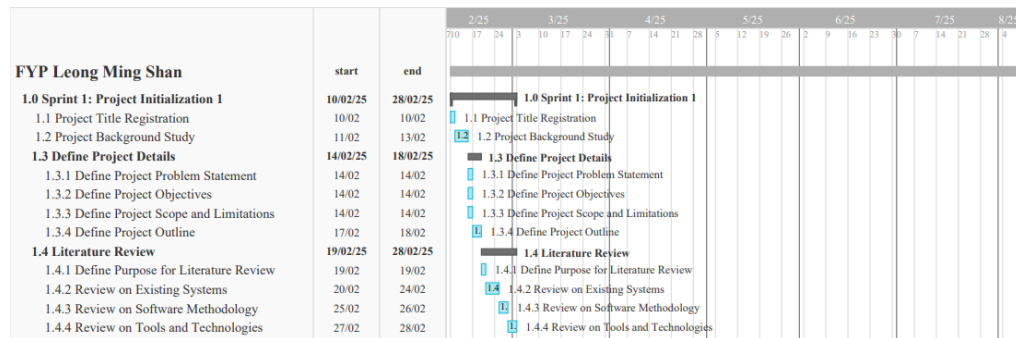 2/25 3/25 4/25 5/25 6/25 7/25 8/25
10 17 24 3 10 17 24 31 7 14 21 28 5 12 19 26 2 9 16 23 30 7 14 21 28 4
FYP Leong Ming Shan start end
1.0 Sprint 1: Project Initialization 1 10/02/25 28/02/25 1.0 Sprint 1: Project Initialization 1
1.1 Project Title Registration 10/02 10/02 1.1 Project Title Registration
1.2 Project Background Study 11/02 13/02 1.2 1.2 Project Background Study
1.3 Define Project Details 14/02/25 18/02/25 1.3 Define Project Details
1.3.1 Define Project Problem Statement 14/02 14/02 1.3.1 Define Project Problem Statement
1.3.2 Define Project Objectives 14/02 14/02 1.3.2 Define Project Objectives
1.3.3 Define Project Scope and Limitations 14/02 14/02 1.3.3 Define Project Scope and Limitations
1.3.4 Define Project Outline 17/02 18/02 1. 1.3.4 Define Project Outline
1.4 Literature Review 19/02/25 28/02/25 1.4 Literature Review
1.4.1 Define Purpose for Literature Review 19/02 19/02 1.4.1 Define Purpose for Literature Review
1.4.2 Review on Existing Systems 20/02 24/02 1.4 1.4.2 Review on Existing Systems
1.4.3 Review on Software Methodology 25/02 26/02 1. 1.4.3 Review on Software Methodology
1.4.4 Review on Tools and Technologies 27/02 28/02 1. 1.4.4 Review on Tools and Technologies